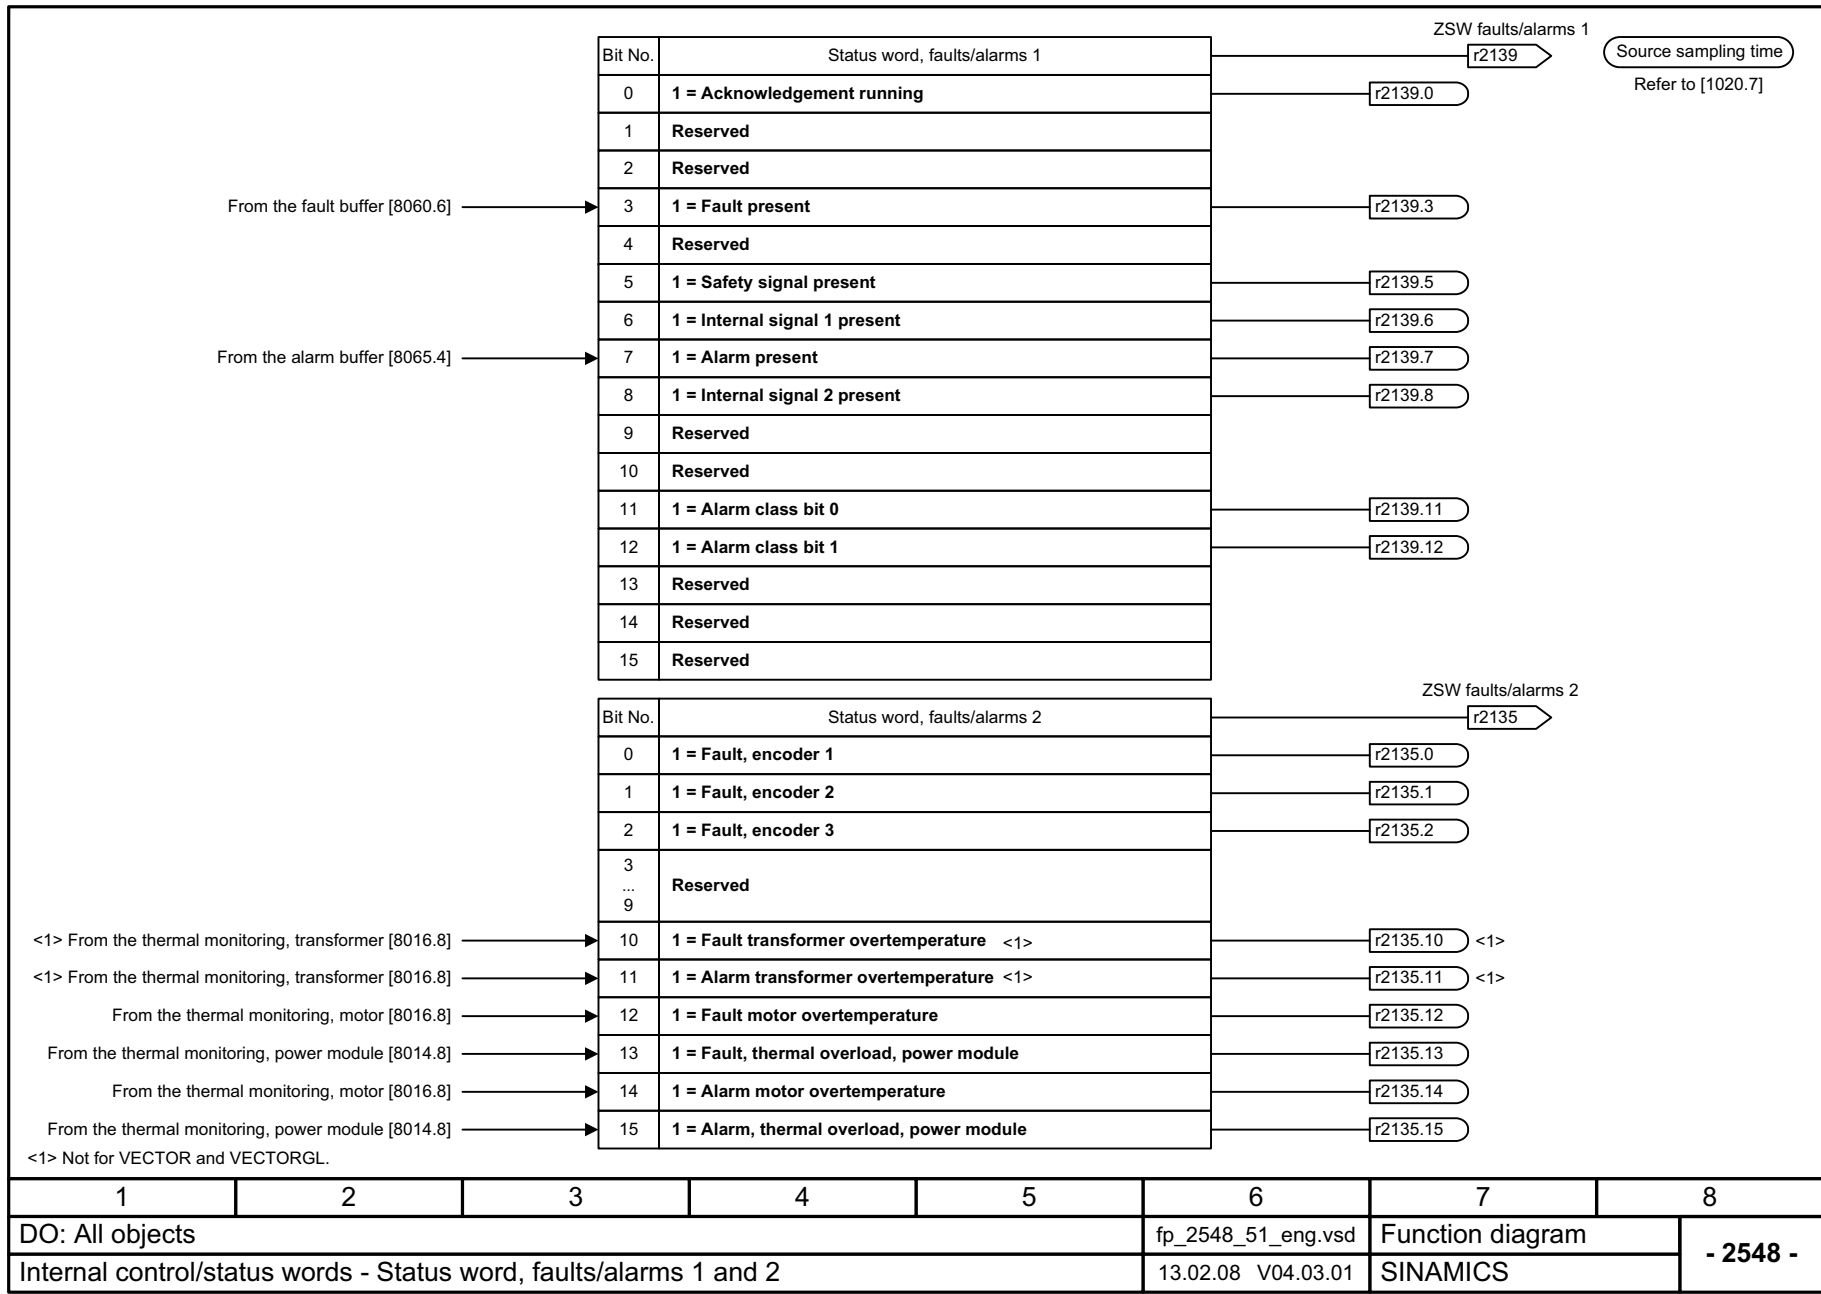 ZSW faults/alarms 1
Bit No. Status word, faults/alarms 1 r2139 Source sampling time
Refer to [1020.7]
0 1 = Acknowledgement running r2139.0
1 Reserved
2 Reserved
From the fault buffer [8060.6] 3 1 = Fault present r2139.3
4 Reserved
5 1 = Safety signal present r2139.5
6 1 = Internal signal 1 present r2139.6
From the alarm buffer [8065.4] 7 1 = Alarm present r2139.7
8 1 = Internal signal 2 present r2139.8
9 Reserved
10 Reserved
11 1 = Alarm class bit 0 r2139.11
12 1 = Alarm class bit 1 r2139.12
13 Reserved
14 Reserved
15 Reserved
ZSW faults/alarms 2
Bit No. Status word, faults/alarms 2 r2135
0 1 = Fault, encoder 1 r2135.0
1 1 = Fault, encoder 2 r2135.1
2 1 = Fault, encoder 3 r2135.2
3
... Reserved
9
<1> From the thermal monitoring, transformer [8016.8] 10 1 = Fault transformer overtemperature <1> r2135.10 <1>
<1> From the thermal monitoring, transformer [8016.8] 11 1 = Alarm transformer overtemperature <1> r2135.11 <1>
From the thermal monitoring, motor [8016.8] 12 1 = Fault motor overtemperature r2135.12
From the thermal monitoring, power module [8014.8] 13 1 = Fault, thermal overload, power module r2135.13
From the thermal monitoring, motor [8016.8] 14 1 = Alarm motor overtemperature r2135.14
From the thermal monitoring, power module [8014.8] 15 1 = Alarm, thermal overload, power module r2135.15
<1> Not for VECTOR and VECTORGL.
1 2 3 4 5 6 7 8
DO: All objects fp_2548_51_eng.vsd Function diagram - 2548 -
Internal control/status words - Status word, faults/alarms 1 and 2 13.02.08 V04.03.01 SINAMICS